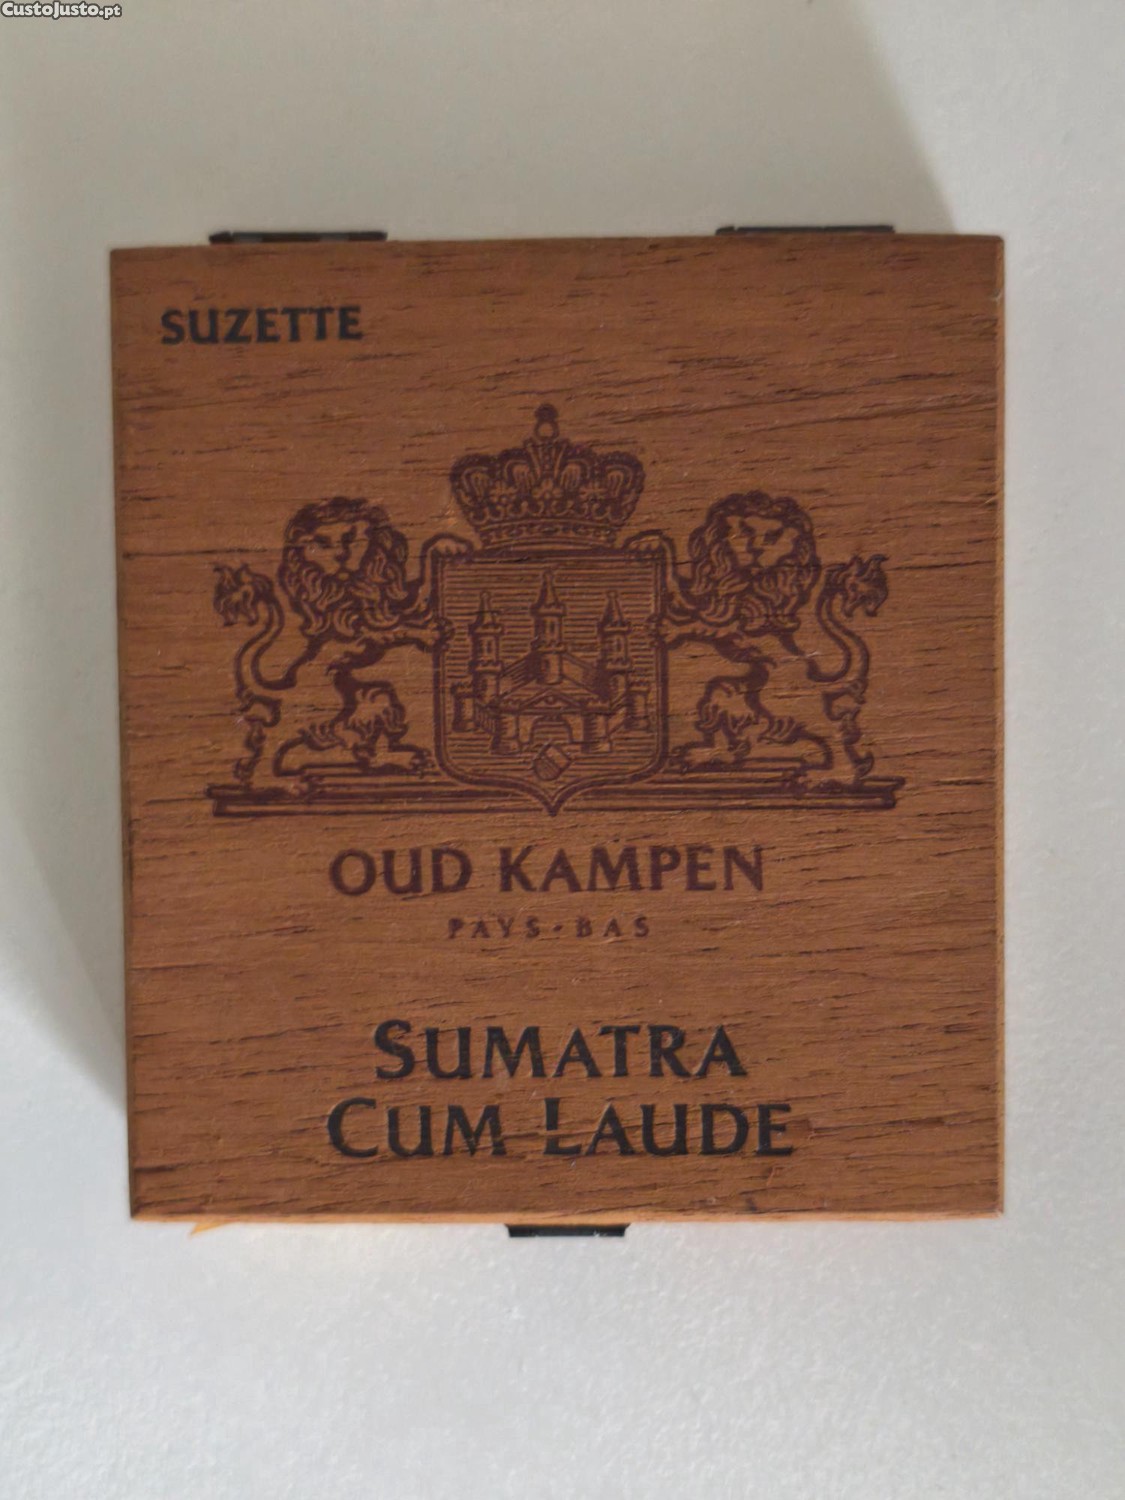 CustoJusto.pt
SUZETTE
OUD KAMPEN
PAYS-BAS
SUMATRA
CUM LAUDE